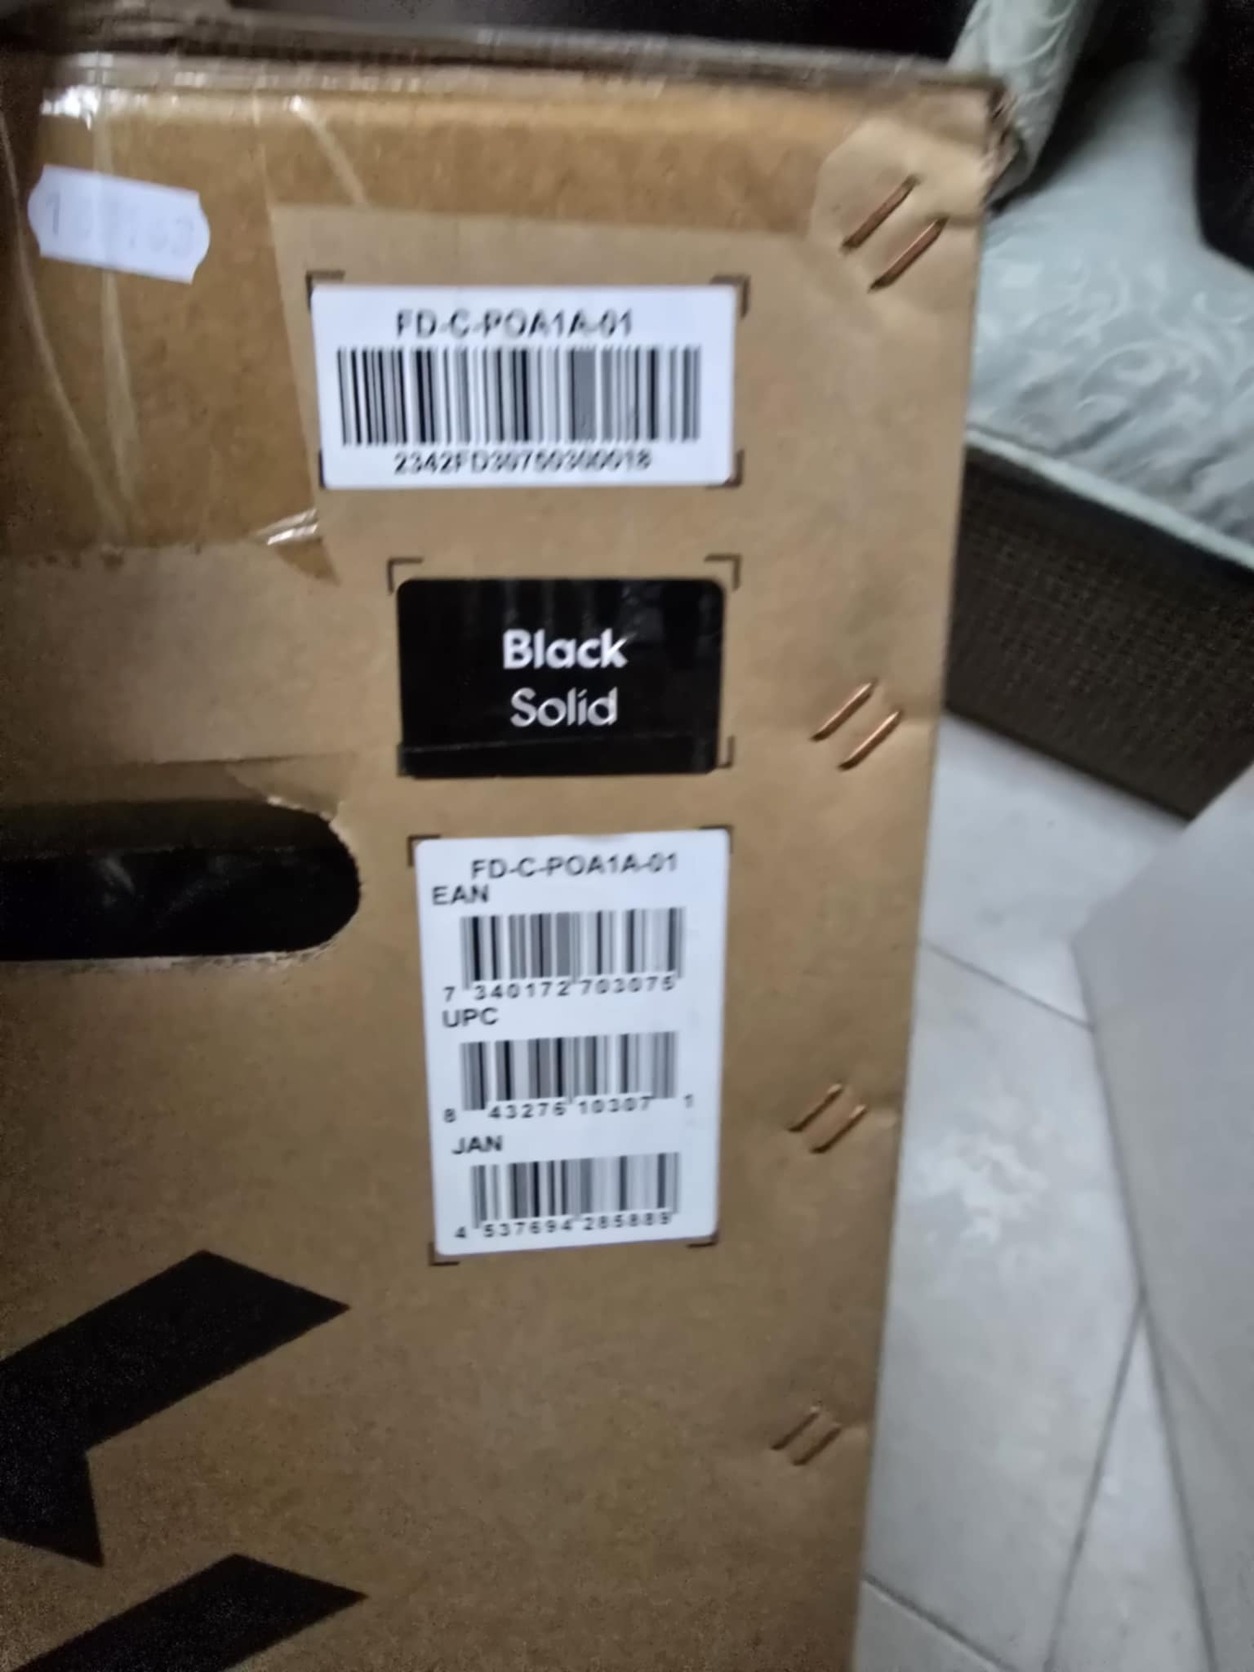 FD-C-POA1A-01
2342FD30750300018
Black
Solid
FD-C-POA1A-01
EAN
7 340172 703075
UPC
8 43276 10307 1
JAN
4 537694 285889